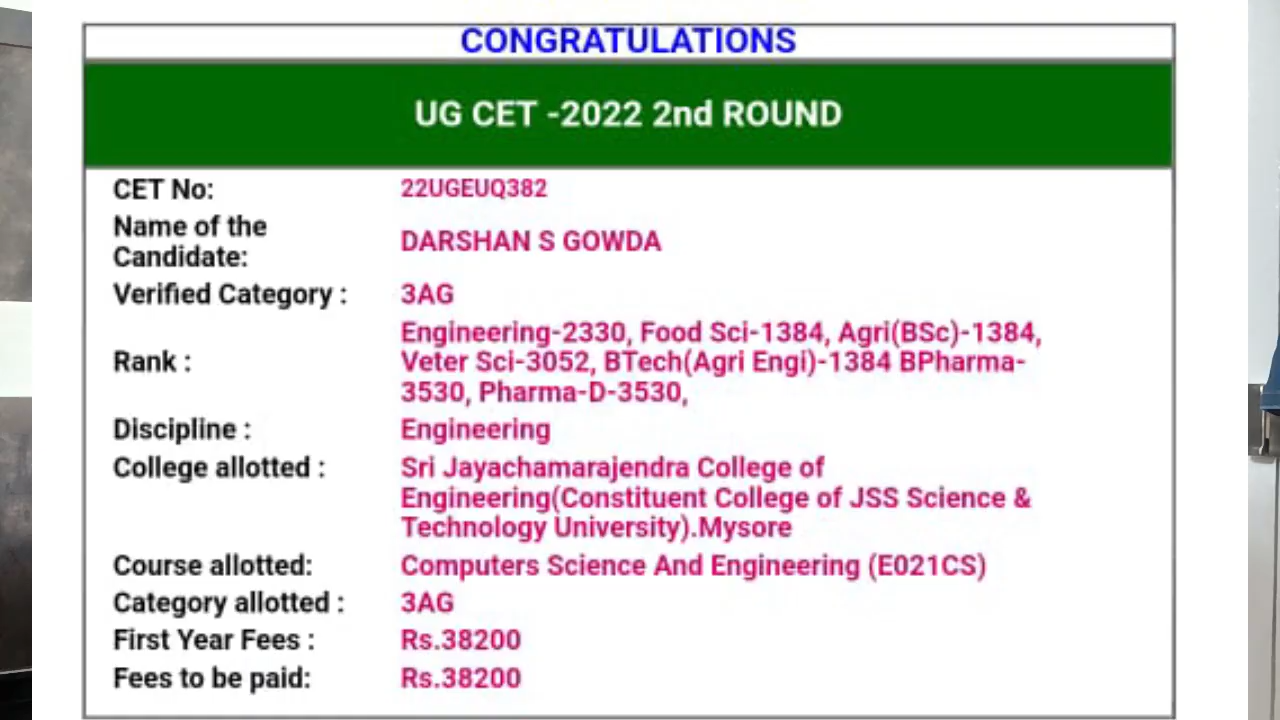 CONGRATULATIONS
UG CET -2022 2nd ROUND
CET No: 22UGEUQ382
Name of the
Candidate: DARSHAN S GOWDA
Verified Category : 3AG
Rank : Engineering-2330, Food Sci-1384, Agri(BSc)-1384,
Veter Sci-3052, BTech(Agri Engi)-1384 BPharma-
3530, Pharma-D-3530,
Discipline : Engineering
College allotted : Sri Jayachamarajendra College of
Engineering(Constituent College of JSS Science &
Technology University).Mysore
Course allotted: Computers Science And Engineering (E021CS)
Category allotted : 3AG
First Year Fees : Rs.38200
Fees to be paid: Rs.38200